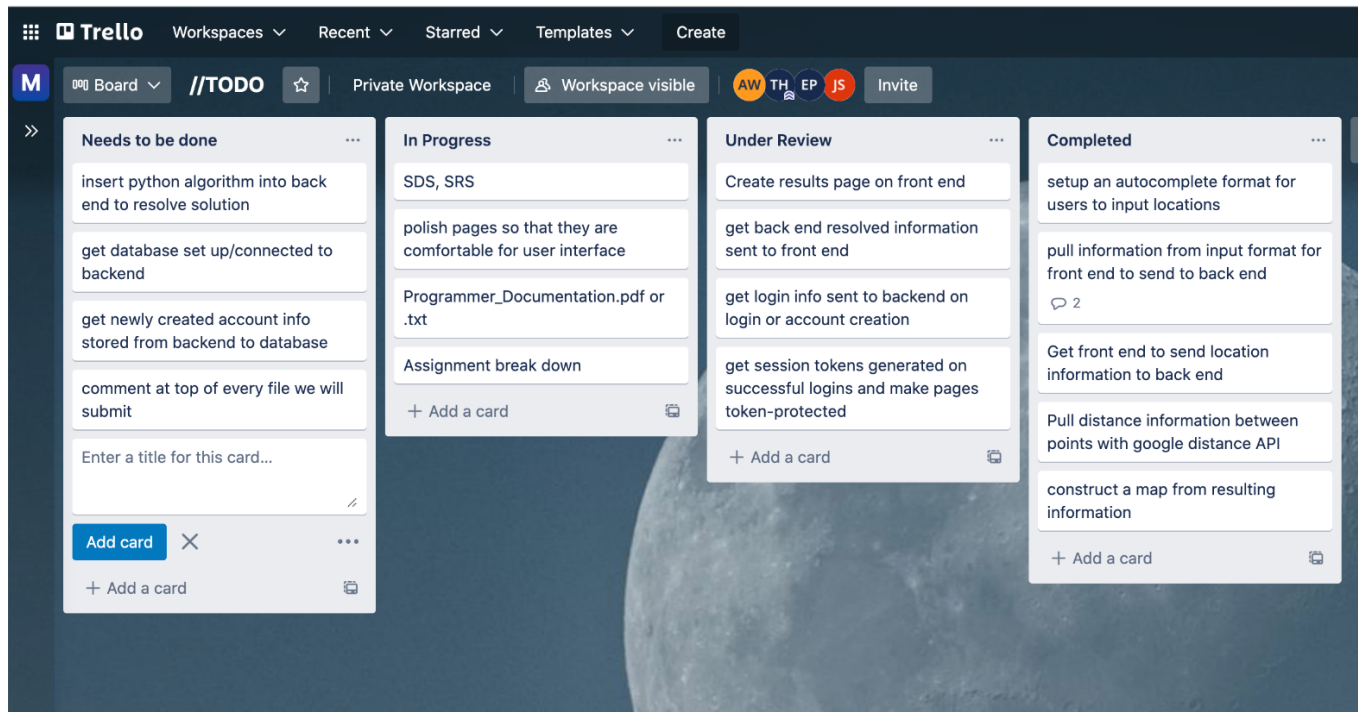 Trello
Workspaces
Recent
Starred
Templates
Create
M
Board
//TODO
Private Workspace
Workspace visible
AW
TH
EP
JS
Invite
Needs to be done
insert python algorithm into back
end to resolve solution
get database set up/connected to
backend
get newly created account info
stored from backend to database
comment at top of every file we will
submit
Enter a title for this card...
Add card
+ Add a card
In Progress
SDS, SRS
polish pages so that they are
comfortable for user interface
Programmer_Documentation.pdf or
.txt
Assignment break down
+ Add a card
Under Review
Create results page on front end
get back end resolved information
sent to front end
get login info sent to backend on
login or account creation
get session tokens generated on
successful logins and make pages
token-protected
+ Add a card
Completed
setup an autocomplete format for
users to input locations
pull information from input format for
front end to send to back end
2
Get front end to send location
information to back end
Pull distance information between
points with google distance API
construct a map from resulting
information
+ Add a card